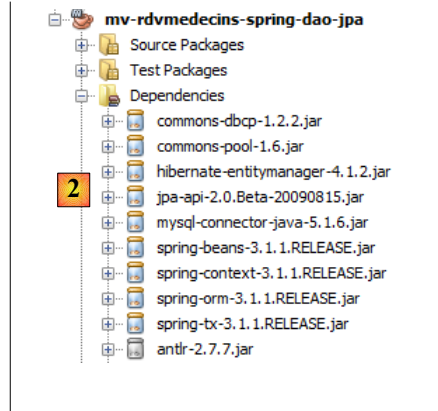 mv-rdvmedecins-spring-dao-jpa
Source Packages
Test Packages
Dependencies
commons-dbcp-1.2.2.jar
commons-pool-1.6.jar
hibernate-entitymanager-4.1.2.jar
2
jpa-api-2.0.Beta-20090815.jar
mysql-connector-java-5.1.6.jar
spring-beans-3.1.1.RELEASE.jar
spring-context-3.1.1.RELEASE.jar
spring-orm-3.1.1.RELEASE.jar
spring-tx-3.1.1.RELEASE.jar
antlr-2.7.7.jar